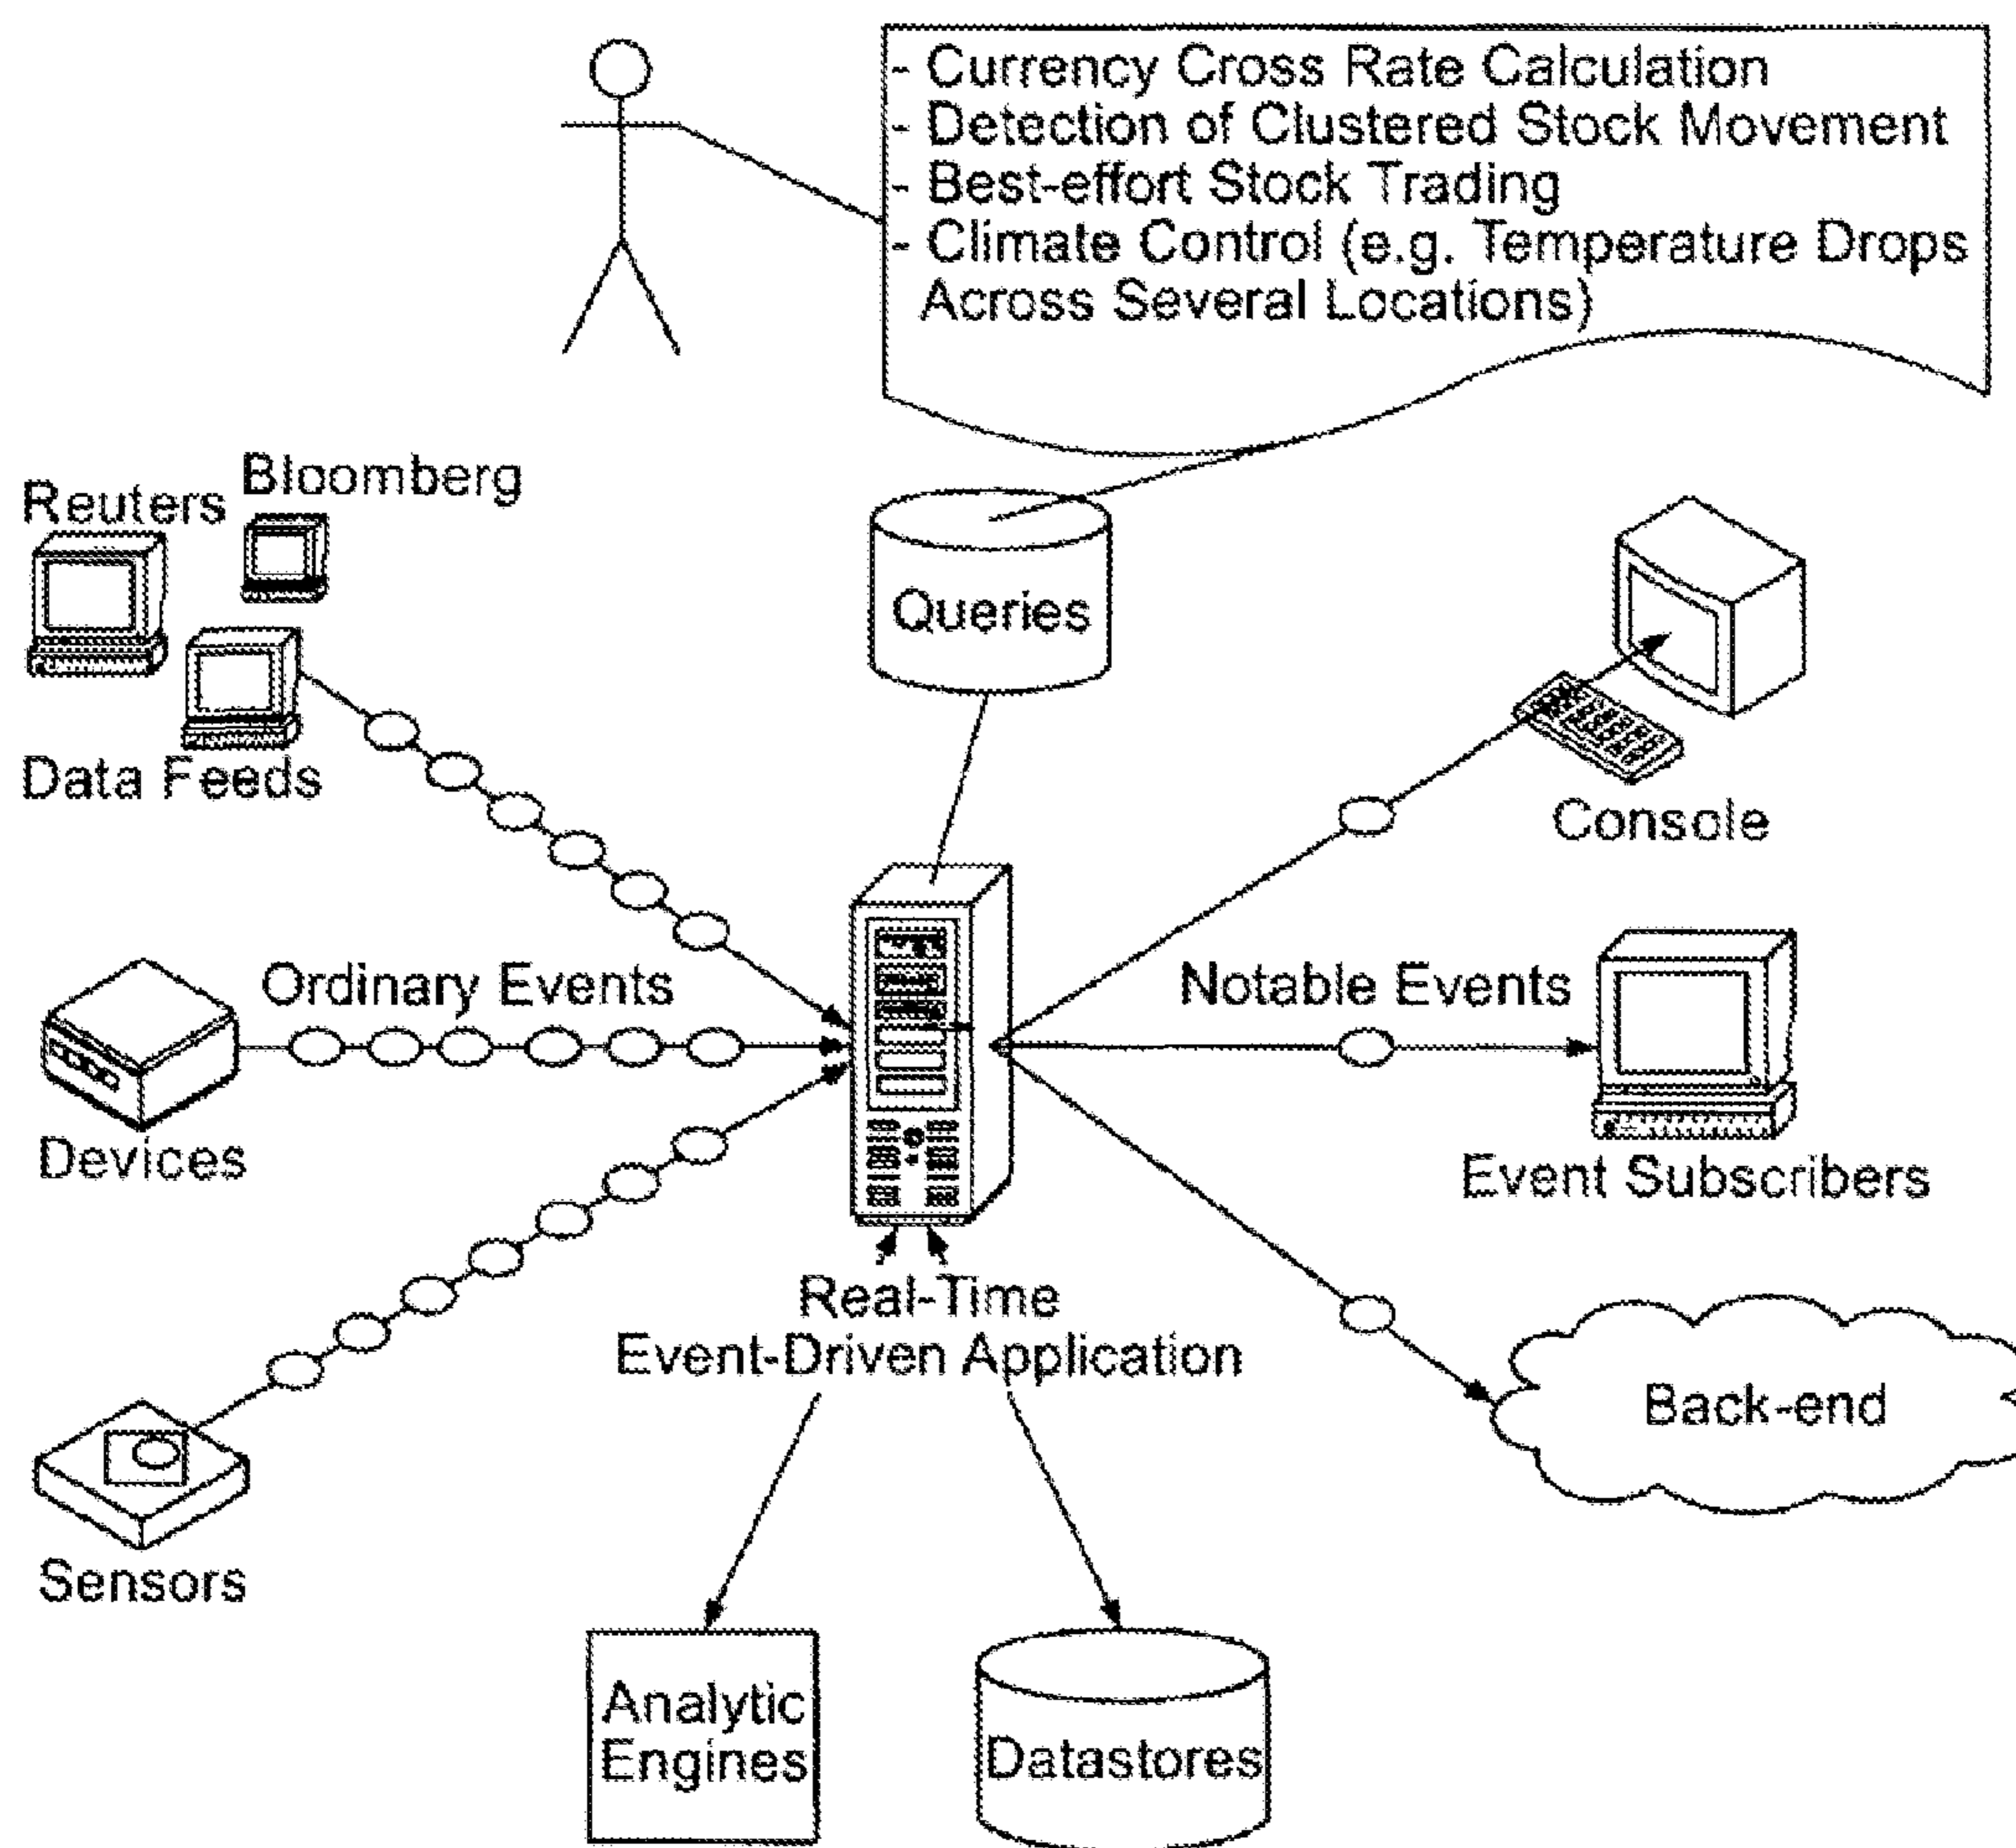 - Currency Cross Rate Calculation
- Detection of Clustered Stock Movement
- Best-effort Stock Trading
- Climate Control (e.g. Temperature Drops
Across Several Locations)
Reuters
Bloomberg
Data Feeds
Queries
Console
Ordinary Events
Notable Events
Devices
Event Subscribers
Real-Time
Event-Driven Application
Back-end
Sensors
Analytic
Engines
Datastores